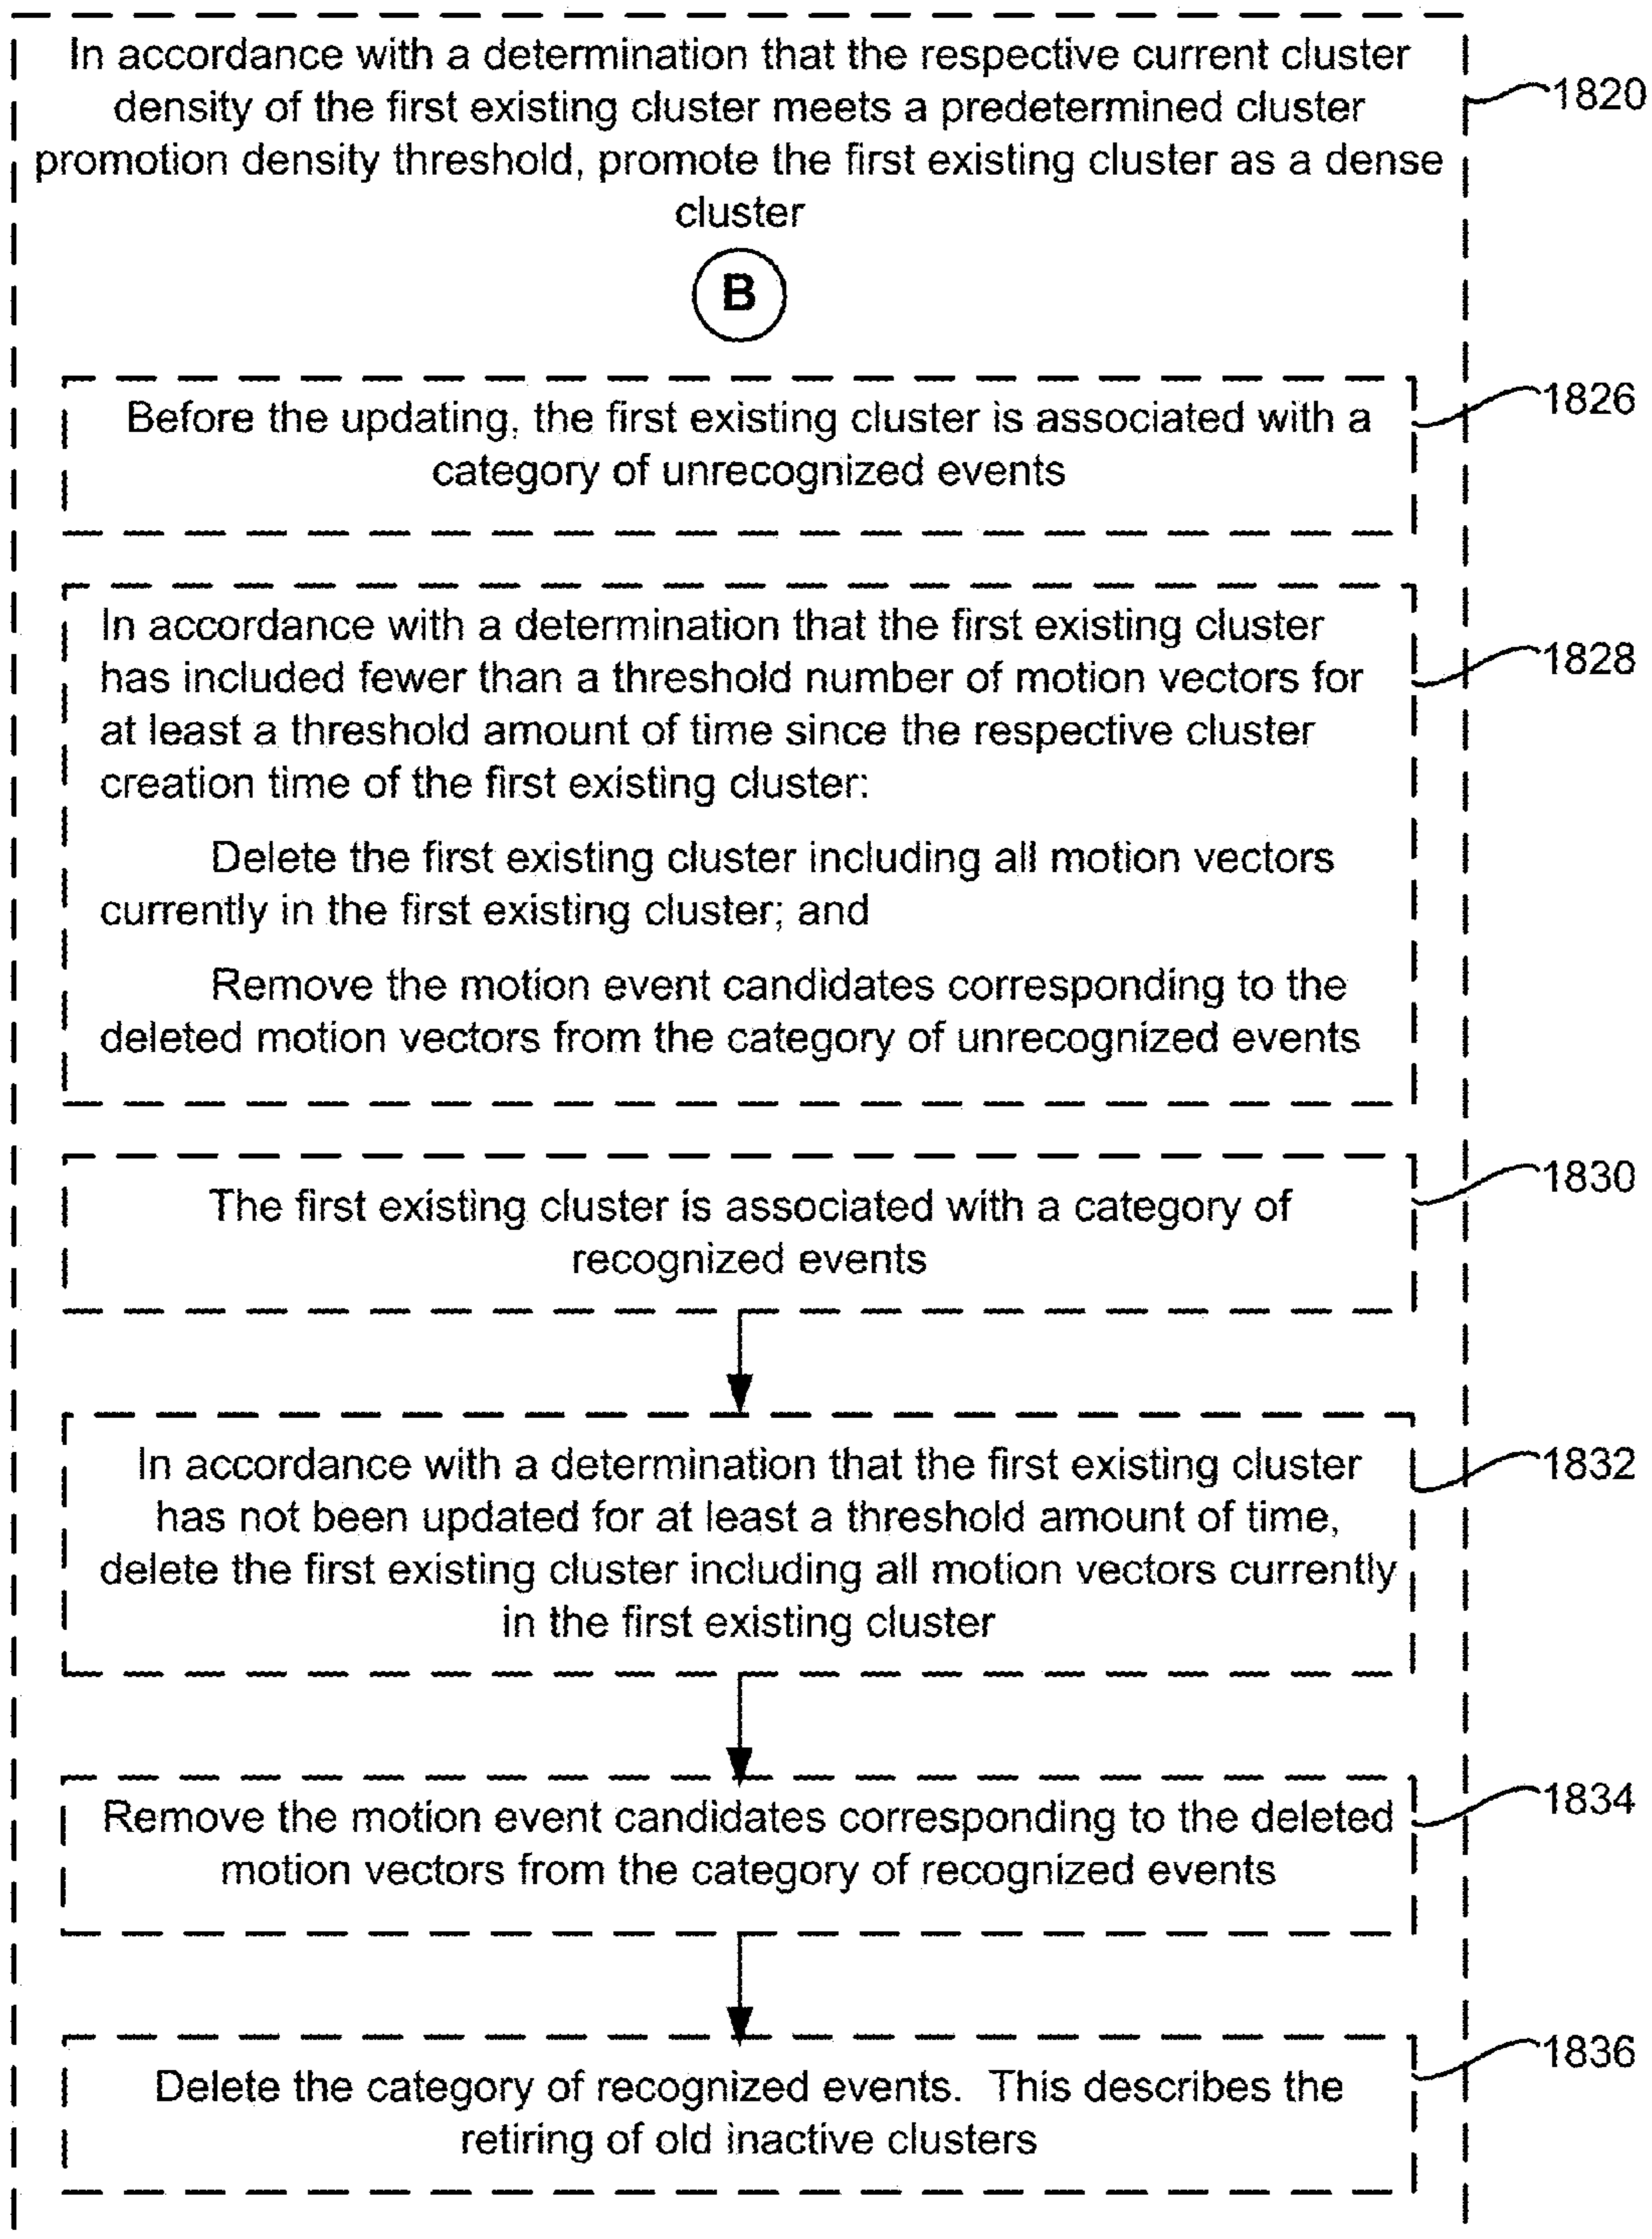 In accordance with a determination that the respective current cluster
density of the first existing cluster meets a predetermined cluster
promotion density threshold, promote the first existing cluster as a dense
cluster
1820
B
Before the updating, the first existing cluster is associated with a
category of unrecognized events
1826
In accordance with a determination that the first existing cluster
has included fewer than a threshold number of motion vectors for
at least a threshold amount of time since the respective cluster
creation time of the first existing cluster:
Delete the first existing cluster including all motion vectors
currently in the first existing cluster; and
Remove the motion event candidates corresponding to the
deleted motion vectors from the category of unrecognized events
1828
The first existing cluster is associated with a category of
recognized events
1830
In accordance with a determination that the first existing cluster
has not been updated for at least a threshold amount of time,
delete the first existing cluster including all motion vectors currently
in the first existing cluster
1832
Remove the motion event candidates corresponding to the deleted
motion vectors from the category of recognized events
1834
Delete the category of recognized events.  This describes the
retiring of old inactive clusters
1836